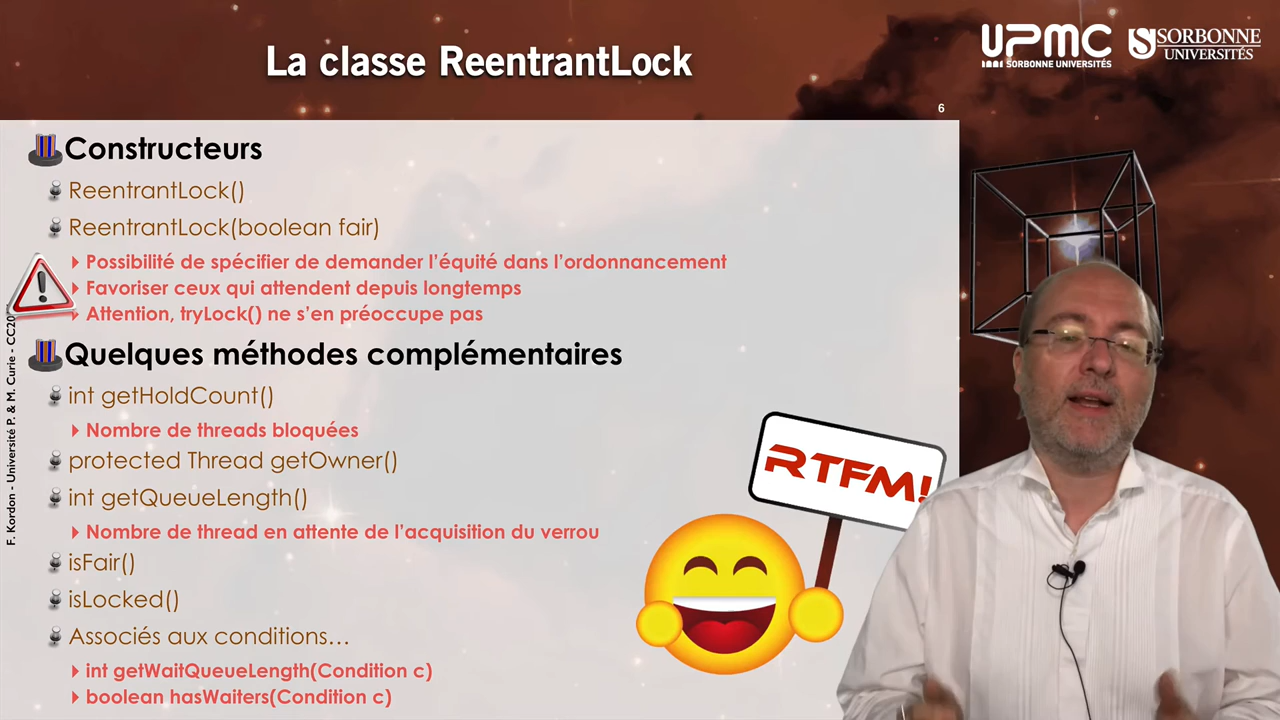 La classe ReentrantLock
UPMC
SORBONNE UNIVERSITÉS
SORBONNE
UNIVERSITÉS
6
Constructeurs
ReentrantLock()
ReentrantLock(boolean fair)
Possibilité de spécifier de demander l'équité dans l'ordonnancement
Favoriser ceux qui attendent depuis longtemps
Attention, tryLock() ne s'en préoccupe pas
Quelques méthodes complémentaires
int getHoldCount()
Nombre de threads bloquées
protected Thread getOwner()
int getQueueLength()
Nombre de thread en attente de l'acquisition du verrou
isFair()
isLocked()
Associés aux conditions…
int getWaitQueueLength(Condition c)
boolean hasWaiters(Condition c)
RTFM!
F. Kordon - Université P. & M. Curie -